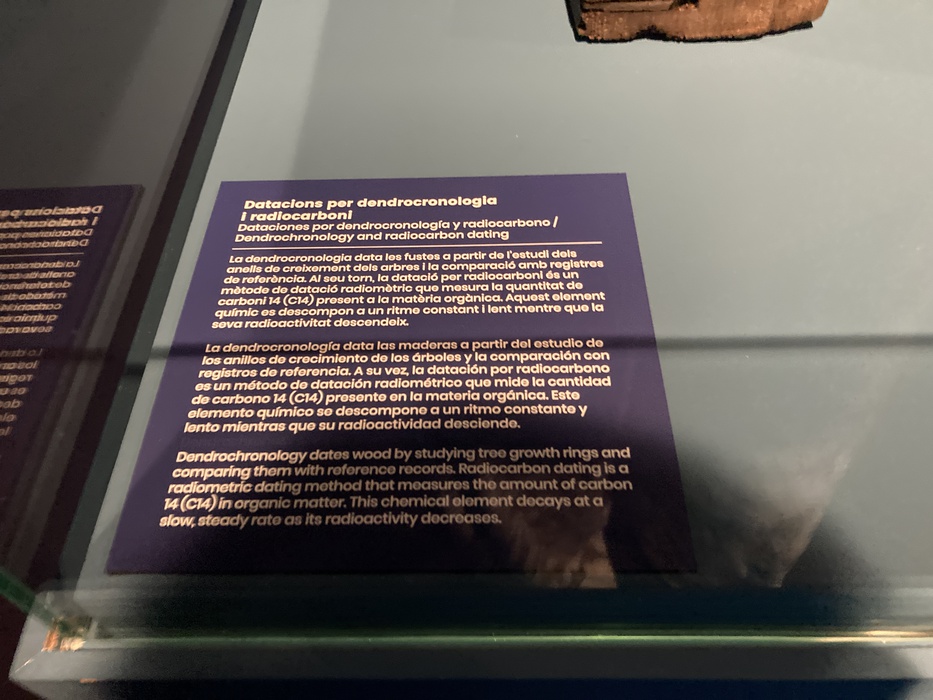 Datacions per dendrocronologia
i radiocarboni
Dataciones por dendrocronología y radiocarbono /
Dendrochronology and radiocarbon dating
La dendrocronologia data les fustes a partir de l'estudi dels
anells de creixement dels arbres i la comparació amb registres
de referència. Al seu torn, la datació per radiocarboni és un
mètode de datació radiomètric que mesura la quantitat de
carboni 14 (C14) present a la matèria orgànica. Aquest element
químic es descompon a un ritme constant i lent mentre que la
seva radioactivitat descendeix.
La dendrocronología data las maderas a partir del estudio de
los anillos de crecimiento de los árboles y la comparación con
registros de referencia. A su vez, la datación por radiocarbono
es un método de datación radiométrico que mide la cantidad
de carbono 14 (C14) presente en la materia orgánica. Este
elemento químico se descompone a un ritmo constante y
lento mientras que su radioactividad desciende.
Dendrochronology dates wood by studying tree growth rings and
comparing them with reference records. Radiocarbon dating is a
radiometric dating method that measures the amount of carbon
14 (C14) in organic matter. This chemical element decays at a
slow, steady rate as its radioactivity decreases.